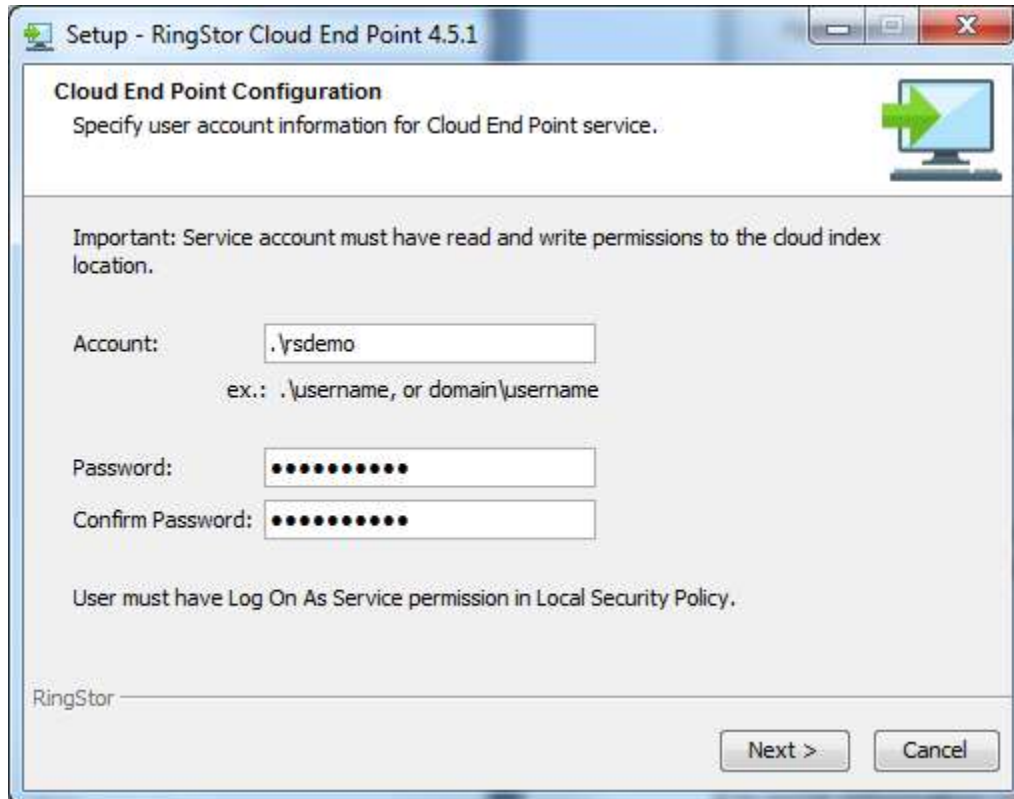 Setup - RingStor Cloud End Point 4.5.1
Cloud End Point Configuration
Specify user account information for Cloud End Point service.
Important: Service account must have read and write permissions to the cloud index
location.
Account: .\rsdemo
ex.: .\username, or domain\username
Password: ●●●●●●●●●●
Confirm Password: ●●●●●●●●●●
User must have Log On As Service permission in Local Security Policy.
RingStor
Next > Cancel